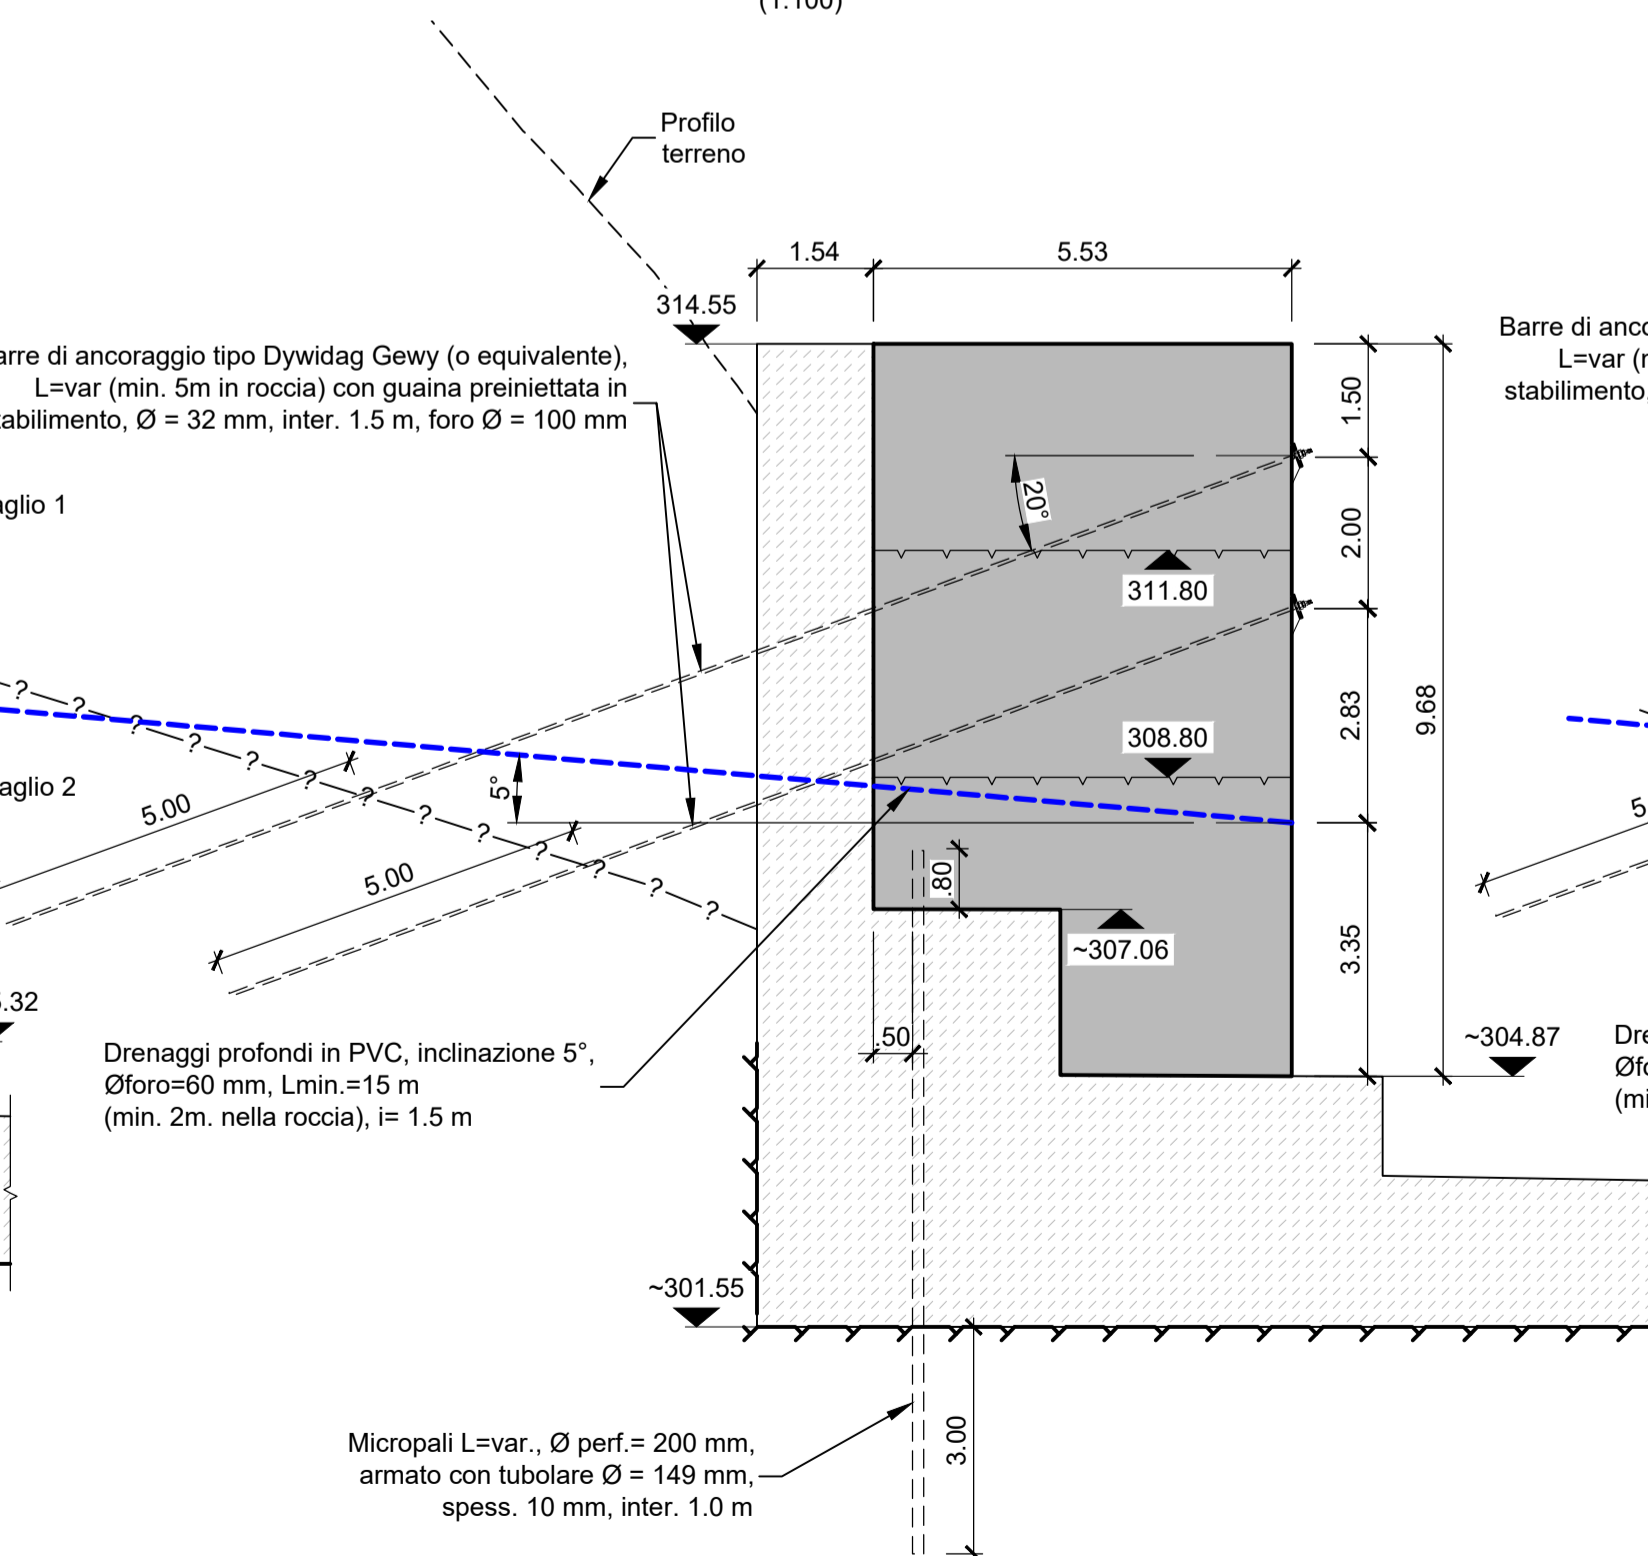 (1:100)
Profilo
terreno
1.54
5.53
314.55
arre di ancoraggio tipo Dywidag Gewy (o equivalente),
L=var (min. 5m in roccia) con guaina preiniettata in
tabilimento, Ø = 32 mm, inter. 1.5 m, foro Ø = 100 mm
Barre di anco
L=var (
stabilimento,
1.50
20°
aglio 1
2.00
311.80
? ? ? ? ? ? ? ? ? ? ? ? ?
2.83
9.68
308.80
5°
aglio 2
5.00
5.00
5
.80
~307.06
3.35
.32
.50
~304.87
Drenaggi profondi in PVC, inclinazione 5°,
Øforo=60 mm, Lmin.=15 m
(min. 2m. nella roccia), i= 1.5 m
Dre
Øfo
(mi
~301.55
3.00
Micropali L=var., Ø perf.= 200 mm,
armato con tubolare Ø = 149 mm,
spess. 10 mm, inter. 1.0 m